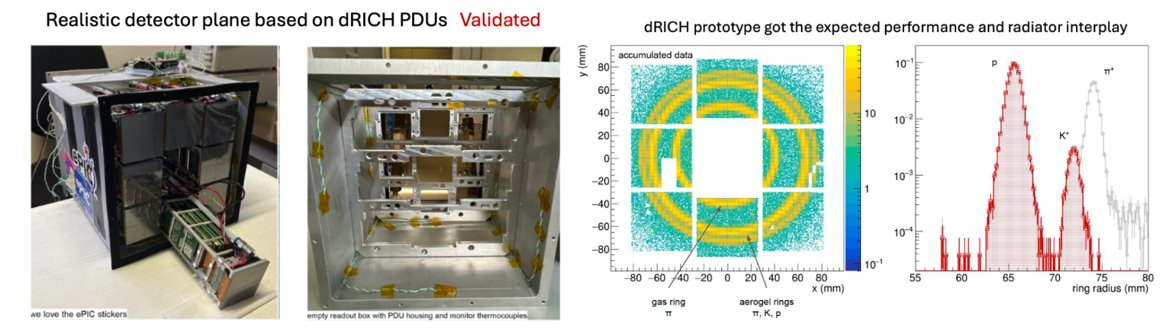 Realistic detector plane based on dRICH PDUs Validated
ePIC
we love the ePIC stickers
empty readout box with PDU housing and monitor thermocouples
dRICH prototype got the expected performance and radiator interplay
accumulated data
y (mm)
80
60
40
20
0
−20
−40
−60
−80
−80 −60 −40 −20 0 20 40 60 80
x (mm)
10
1
10⁻¹
gas ring
π
aerogel rings
π, K, p
10⁻¹
10⁻²
10⁻³
10⁻⁴
p
K⁺
π⁺
55 60 65 70 75 80
ring radius (mm)